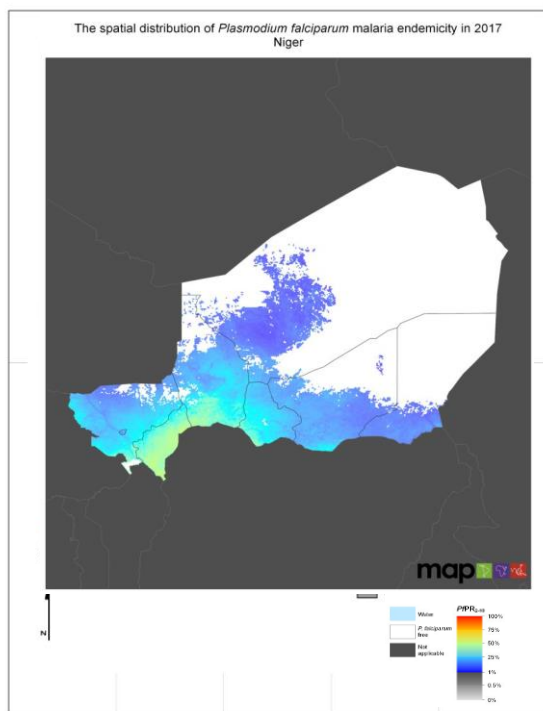 The spatial distribution of Plasmodium falciparum malaria endemicity in 2017
Niger
map
N
Water
P. falciparum
free
Not
applicable
PfPR2-10
100%
75%
50%
25%
1%
0.5%
0%